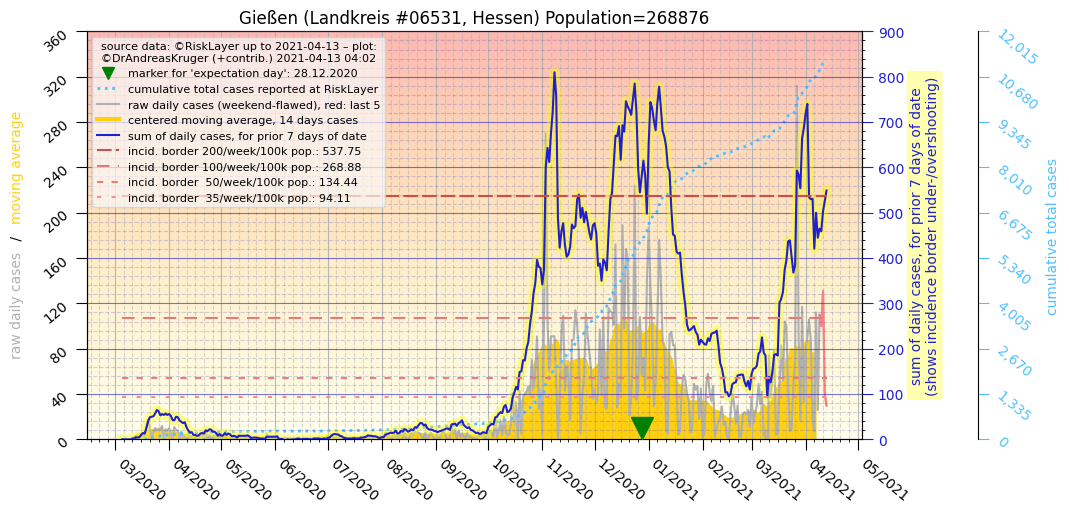 Gießen (Landkreis #06531, Hessen) Population=268876
source data: ©RiskLayer up to 2021-04-13 – plot:
©DrAndreasKruger (+contrib.) 2021-04-13 04:02
marker for 'expectation day': 28.12.2020
cumulative total cases reported at RiskLayer
raw daily cases (weekend-flawed), red: last 5
centered moving average, 14 days cases
sum of daily cases, for prior 7 days of date
incid. border 200/week/100k pop.: 537.75
incid. border 100/week/100k pop.: 268.88
incid. border  50/week/100k pop.: 134.44
incid. border  35/week/100k pop.: 94.11
raw daily cases  /  moving average
360
320
280
240
200
160
120
80
40
0
03/2020
04/2020
05/2020
06/2020
07/2020
08/2020
09/2020
10/2020
11/2020
12/2020
01/2021
02/2021
03/2021
04/2021
05/2021
900
800
700
600
500
400
300
200
100
0
sum of daily cases, for prior 7 days of date
(shows incidence border under-/overshooting)
12,015
10,680
9,345
8,010
6,675
5,340
4,005
2,670
1,335
0
cumulative total cases